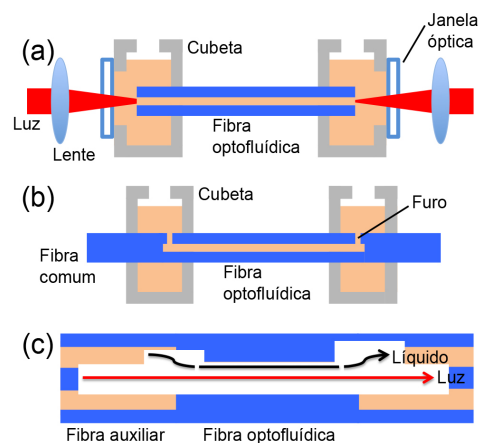 (a)
Cubeta
Janela
óptica
Luz
Lente
Fibra
optofluídica
(b)
Cubeta
Furo
Fibra
comum
Fibra
optofluídica
(c)
Líquido
Luz
Fibra auxiliar
Fibra optofluídica